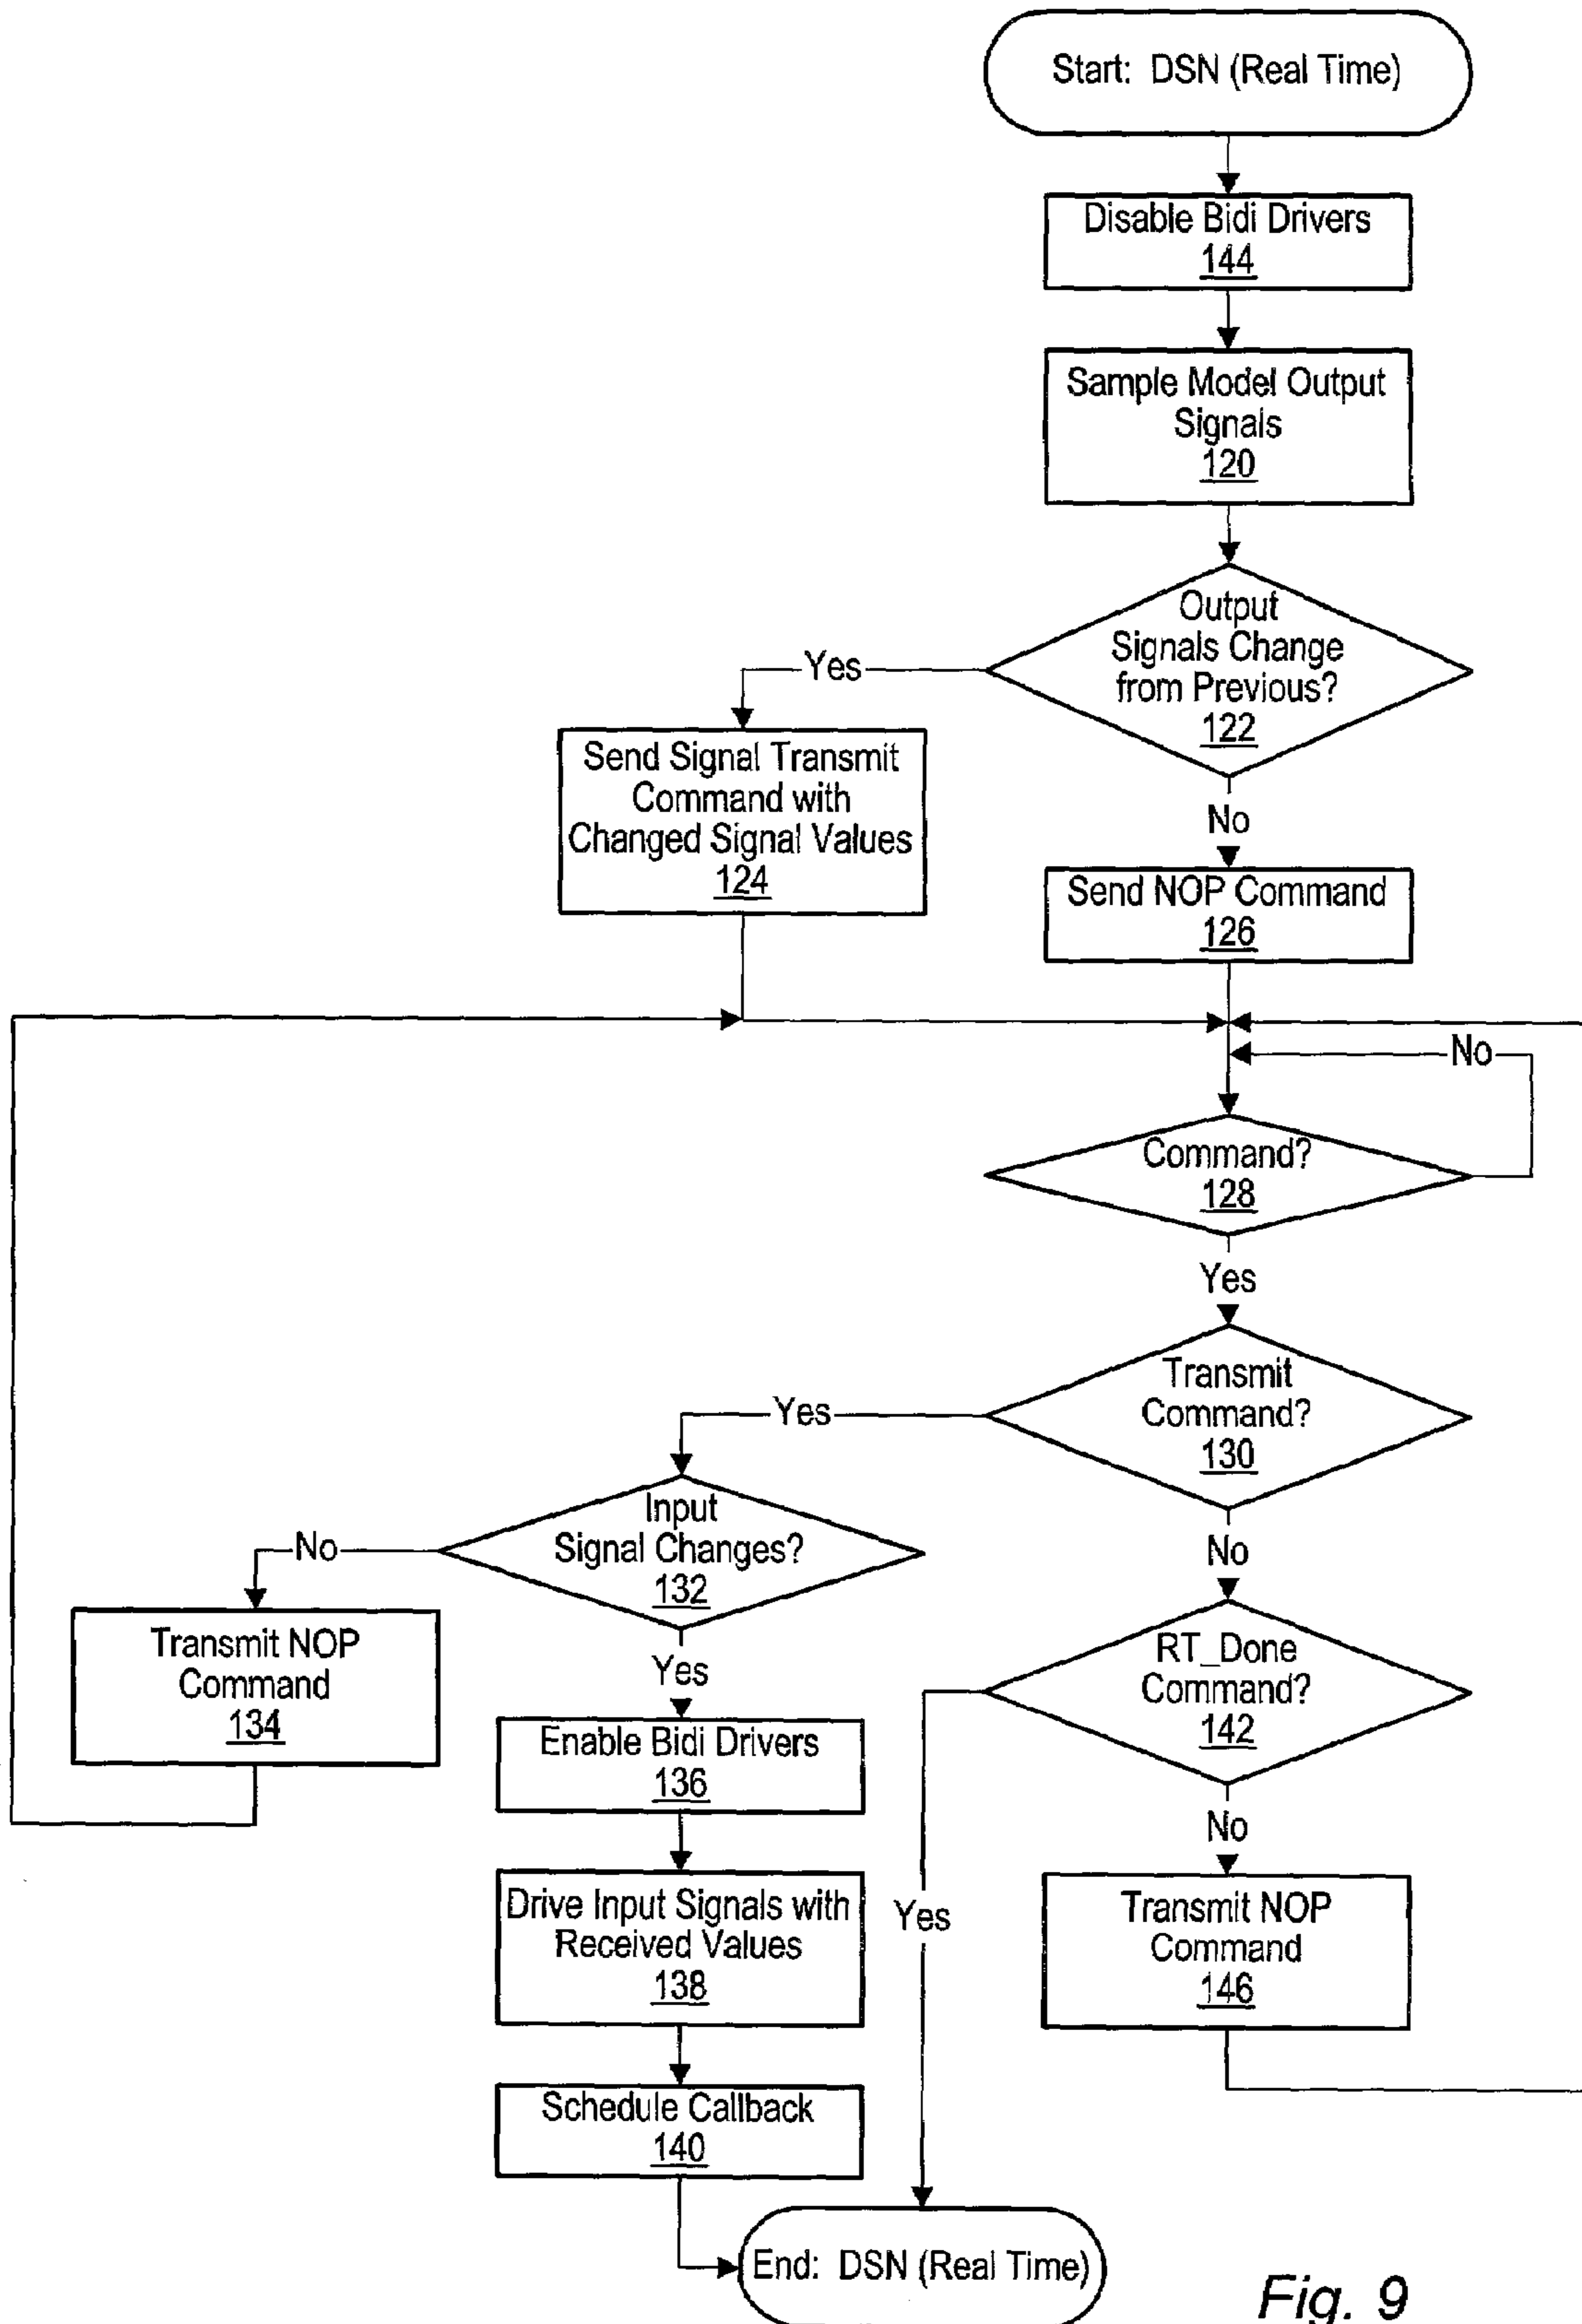 Start: DSN (Real Time)
Disable Bidi Drivers
144
Sample Model Output
Signals
120
Output
Signals Change
from Previous?
122
Yes
Send Signal Transmit
Command with
Changed Signal Values
124
No
Send NOP Command
126
No
Command?
128
Yes
Transmit
Command?
130
Yes
Input
Signal Changes?
132
No
Transmit NOP
Command
134
Yes
Enable Bidi Drivers
136
Drive Input Signals with
Received Values
138
Schedule Callback
140
No
RT_Done
Command?
142
Yes
No
Transmit NOP
Command
146
End: DSN (Real Time)
Fig. 9